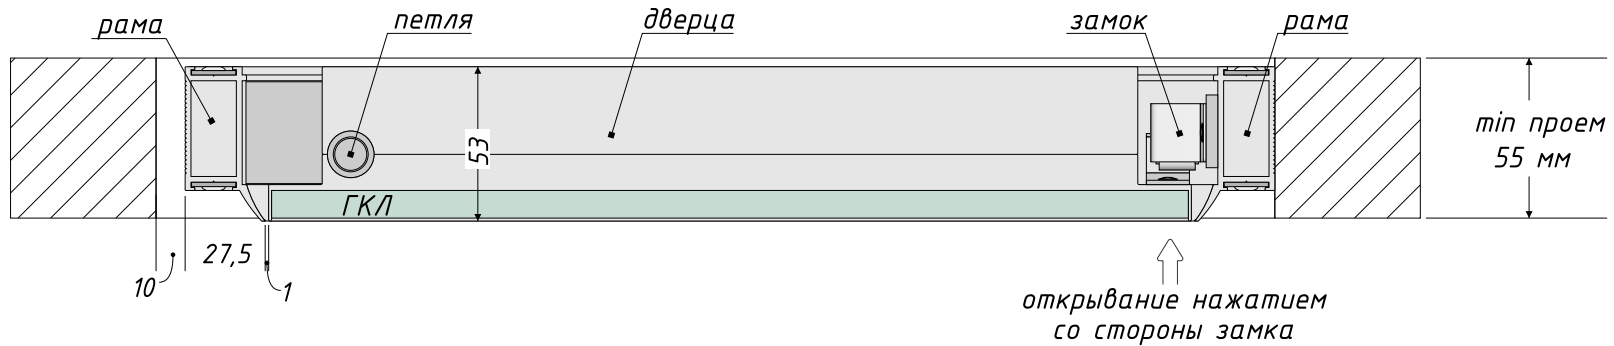 рама
петля
дверца
замок
рама
53
min проем
55 мм
ГКЛ
27,5
10
1
открывание нажатием
со стороны замка